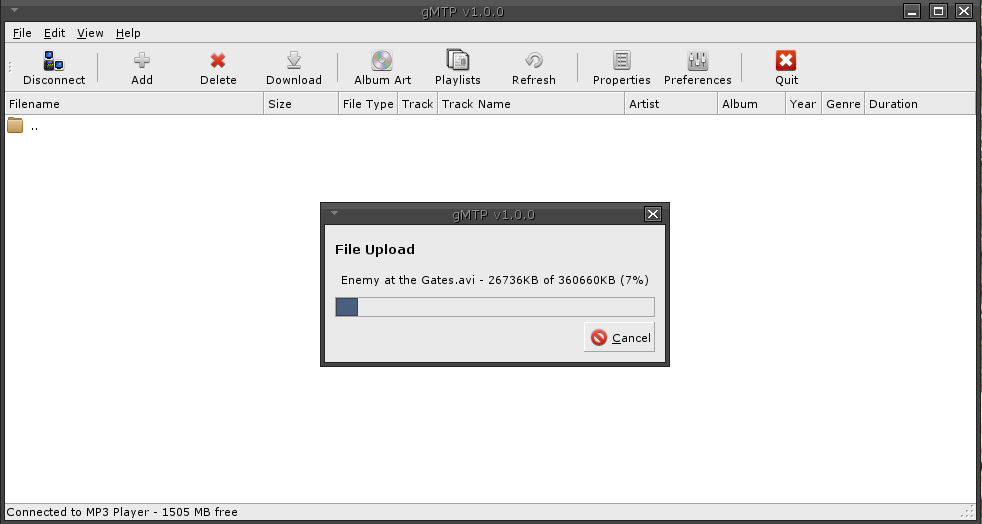 gMTP v1.0.0
File Edit View Help
Disconnect Add Delete Download Album Art Playlists Refresh Properties Preferences Quit
Filename Size File Type Track Track Name Artist Album Year Genre Duration
..
gMTP v1.0.0
File Upload
Enemy at the Gates.avi - 26736KB of 360660KB (7%)
Cancel
Connected to MP3 Player - 1505 MB free